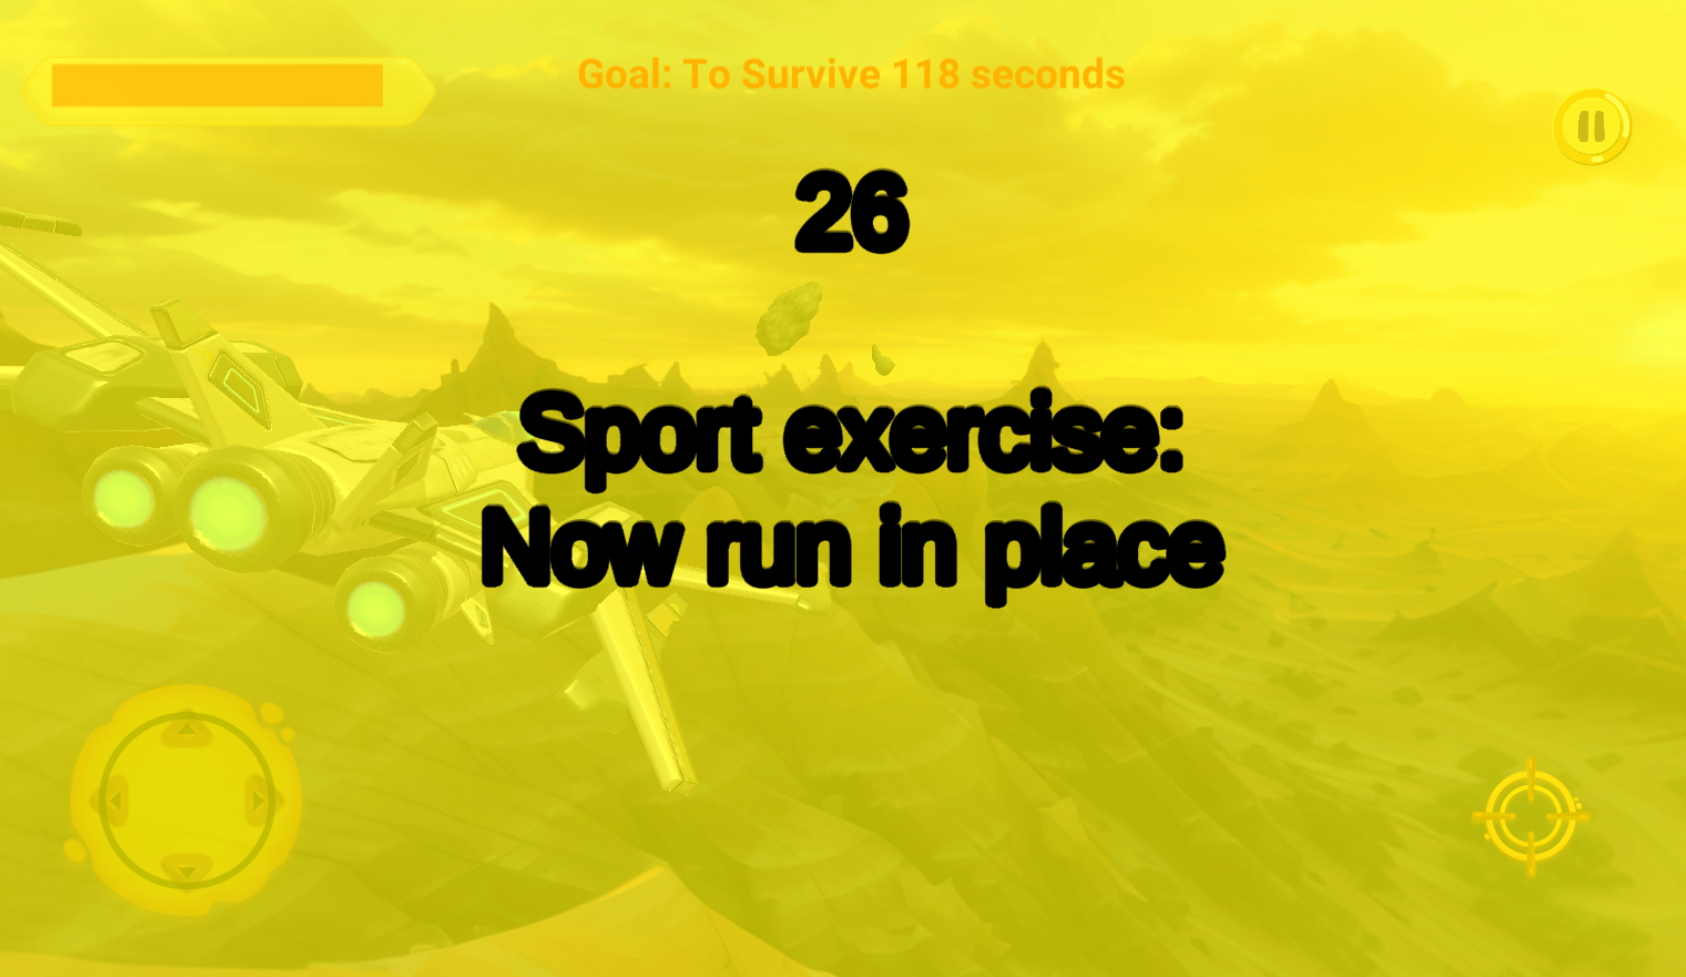 Goal: To Survive 118 seconds
26
Sport exercise:
Now run in place